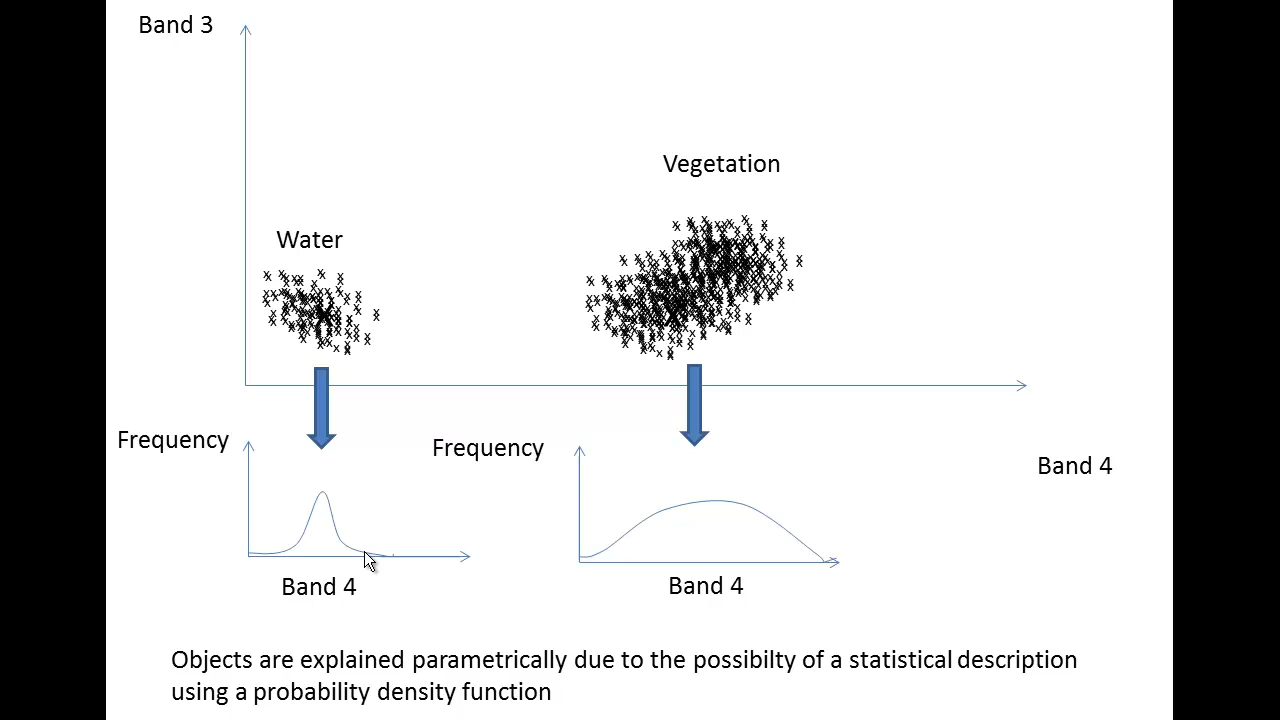 Band 3
Vegetation
Water
Frequency
Frequency
Band 4
Band 4
Band 4
Objects are explained parametrically due to the possibilty of a statistical description
using a probability density function